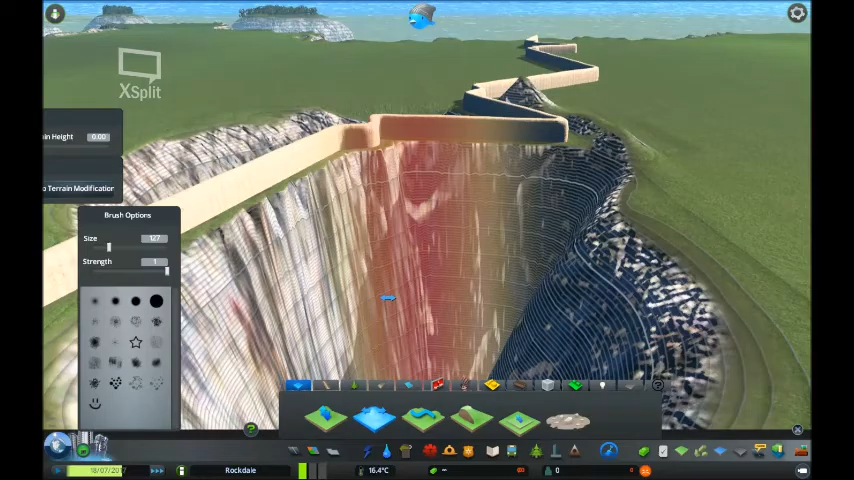 XSplit
in Height 0.00
o Terrain Modification
Brush Options
Size 127
Strength 1
18/07/2017
Rockdale
16.4°C
0
0